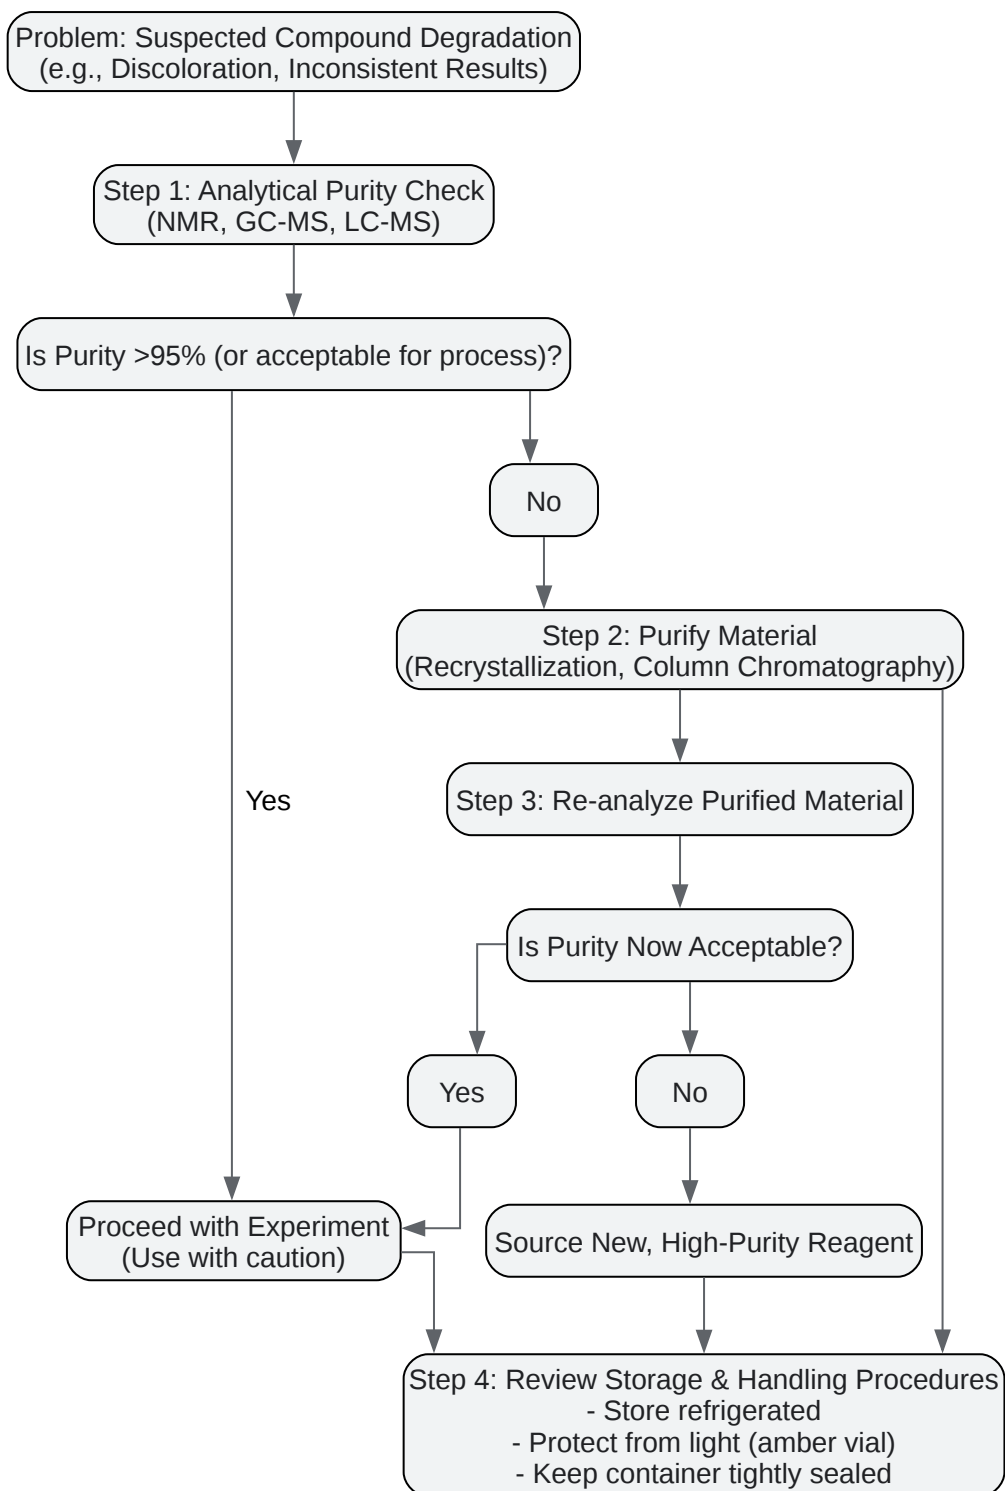 Problem: Suspected Compound Degradation
(e.g., Discoloration, Inconsistent Results)
Step 1: Analytical Purity Check
(NMR, GC-MS, LC-MS)
Is Purity >95% (or acceptable for process)?
No
Step 2: Purify Material
(Recrystallization, Column Chromatography)
Step 3: Re-analyze Purified Material
Yes
Is Purity Now Acceptable?
Yes
No
Proceed with Experiment
(Use with caution)
Source New, High-Purity Reagent
Step 4: Review Storage & Handling Procedures
- Store refrigerated
- Protect from light (amber vial)
- Keep container tightly sealed